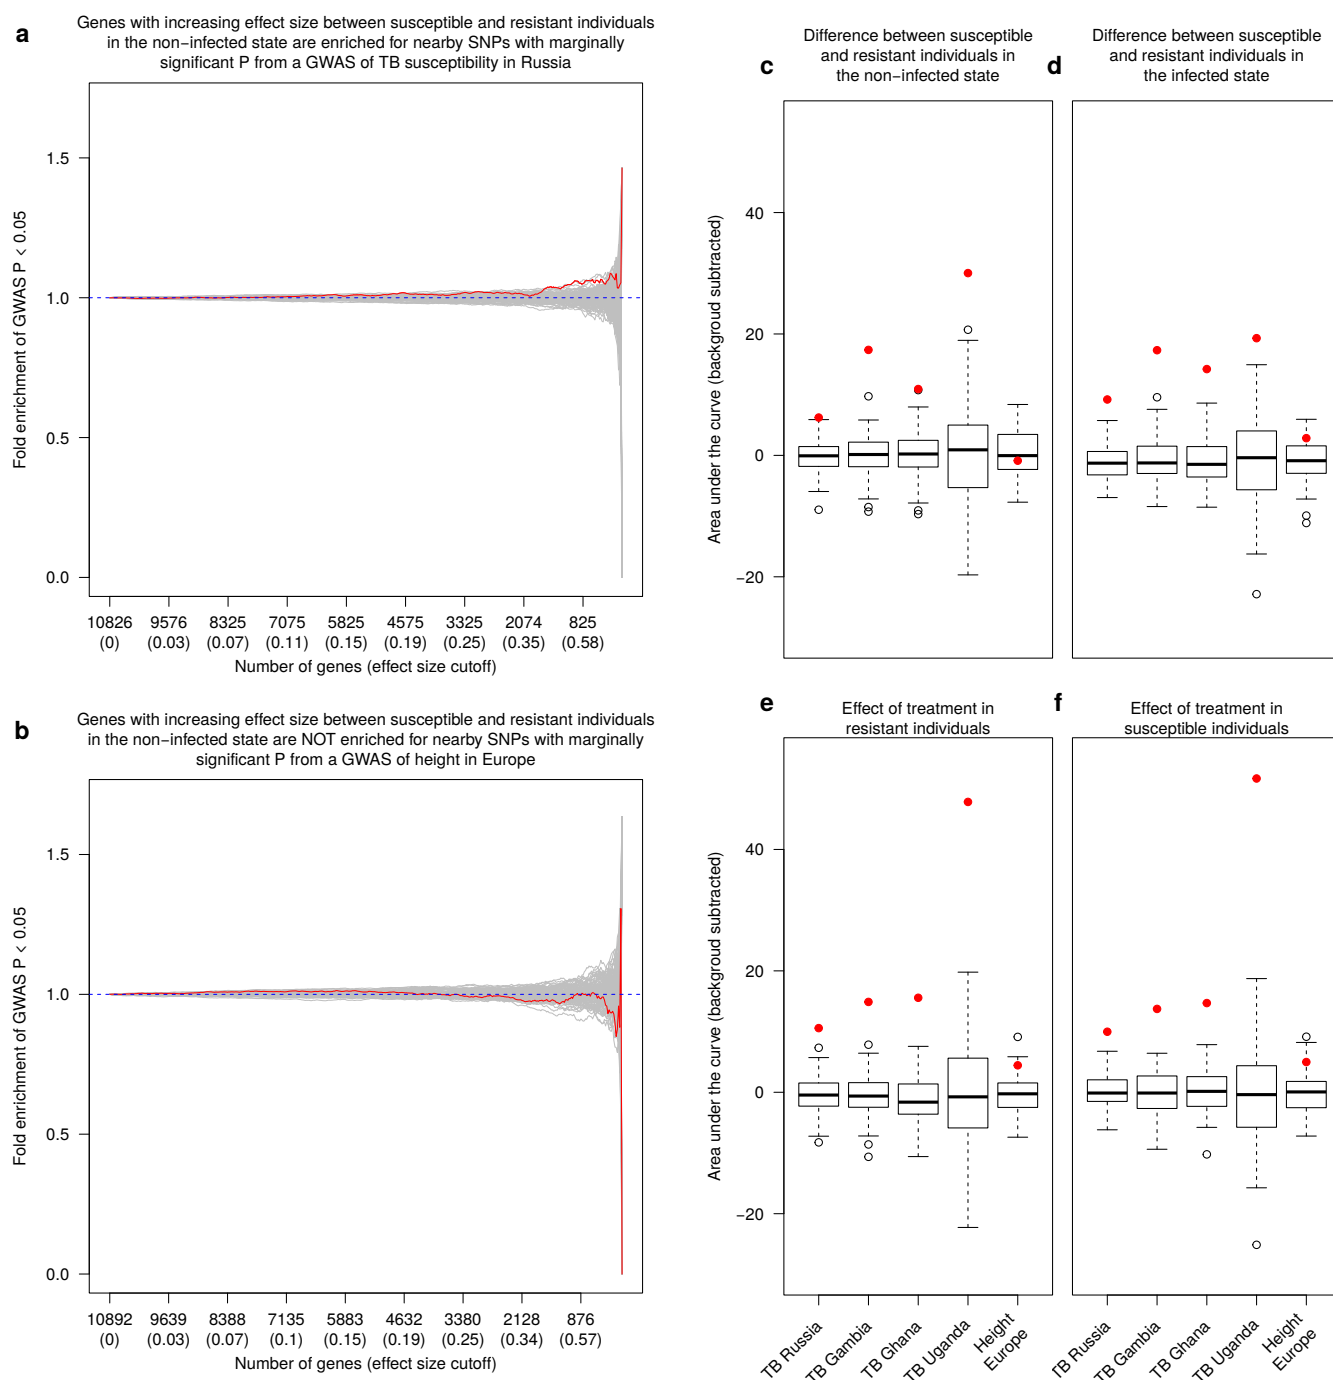 a
Genes with increasing effect size between susceptible and resistant individuals
in the non−infected state are enriched for nearby SNPs with marginally
significant P from a GWAS of TB susceptibility in Russia
Fold enrichment of GWAS P < 0.05
1.5
1.0
0.5
0.0
10826 9576 8325 7075 5825 4575 3325 2074 825
(0) (0.03) (0.07) (0.11) (0.15) (0.19) (0.25) (0.35) (0.58)
Number of genes (effect size cutoff)
b
Genes with increasing effect size between susceptible and resistant individuals
in the non−infected state are NOT enriched for nearby SNPs with marginally
significant P from a GWAS of height in Europe
Fold enrichment of GWAS P < 0.05
1.5
1.0
0.5
0.0
10892 9639 8388 7135 5883 4632 3380 2128 876
(0) (0.03) (0.07) (0.1) (0.15) (0.19) (0.25) (0.34) (0.57)
Number of genes (effect size cutoff)
c
Difference between susceptible
and resistant individuals in
the non−infected state
Area under the curve (backgroud subtracted)
40
20
0
−20
d
Difference between susceptible
and resistant individuals in
the infected state
e
Effect of treatment in
resistant individuals
Area under the curve (backgroud subtracted)
40
20
0
−20
TB Russia
TB Gambia
TB Ghana
TB Uganda
Height
Europe
f
Effect of treatment in
susceptible individuals
TB Russia
TB Gambia
TB Ghana
TB Uganda
Height
Europe